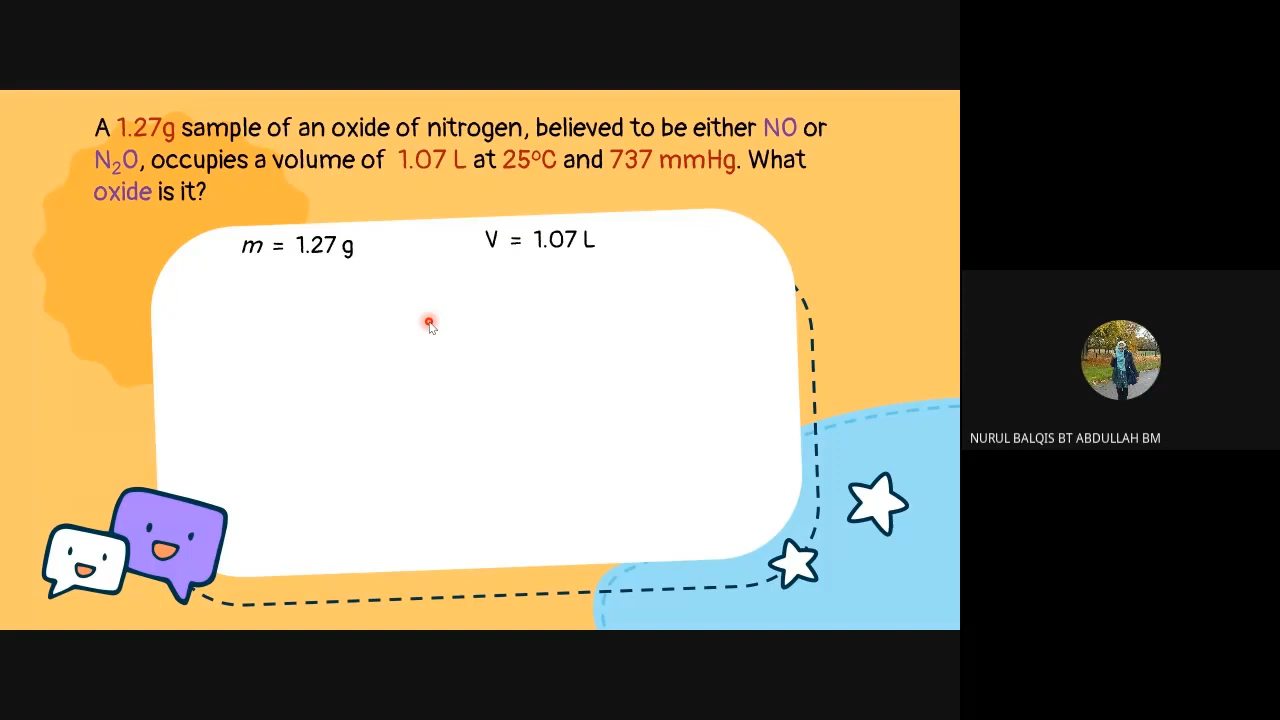 A 1.27g sample of an oxide of nitrogen, believed to be either NO or
N₂O, occupies a volume of 1.07 L at 25°C and 737 mmHg. What
oxide is it?
m = 1.27 g
V = 1.07 L
NURUL BALQIS BT ABDULLAH BM